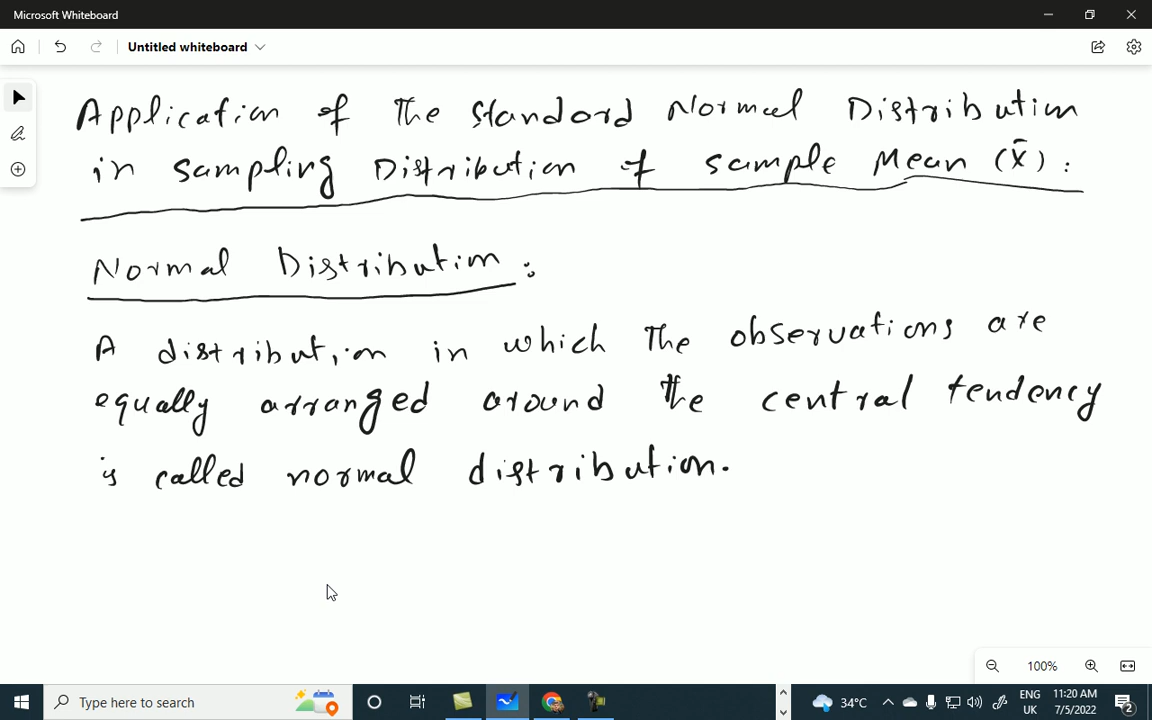 Microsoft Whiteboard
Untitled whiteboard
Application of the standard Normal Distribution
in sampling Distribution of sample Mean (x̄) :
Normal Distribution :
A distribution in which the observations are
equally arranged around the central tendency
is called normal distribution.
100%
Type here to search
34°C
ENG
UK
11:20 AM
7/5/2022
2